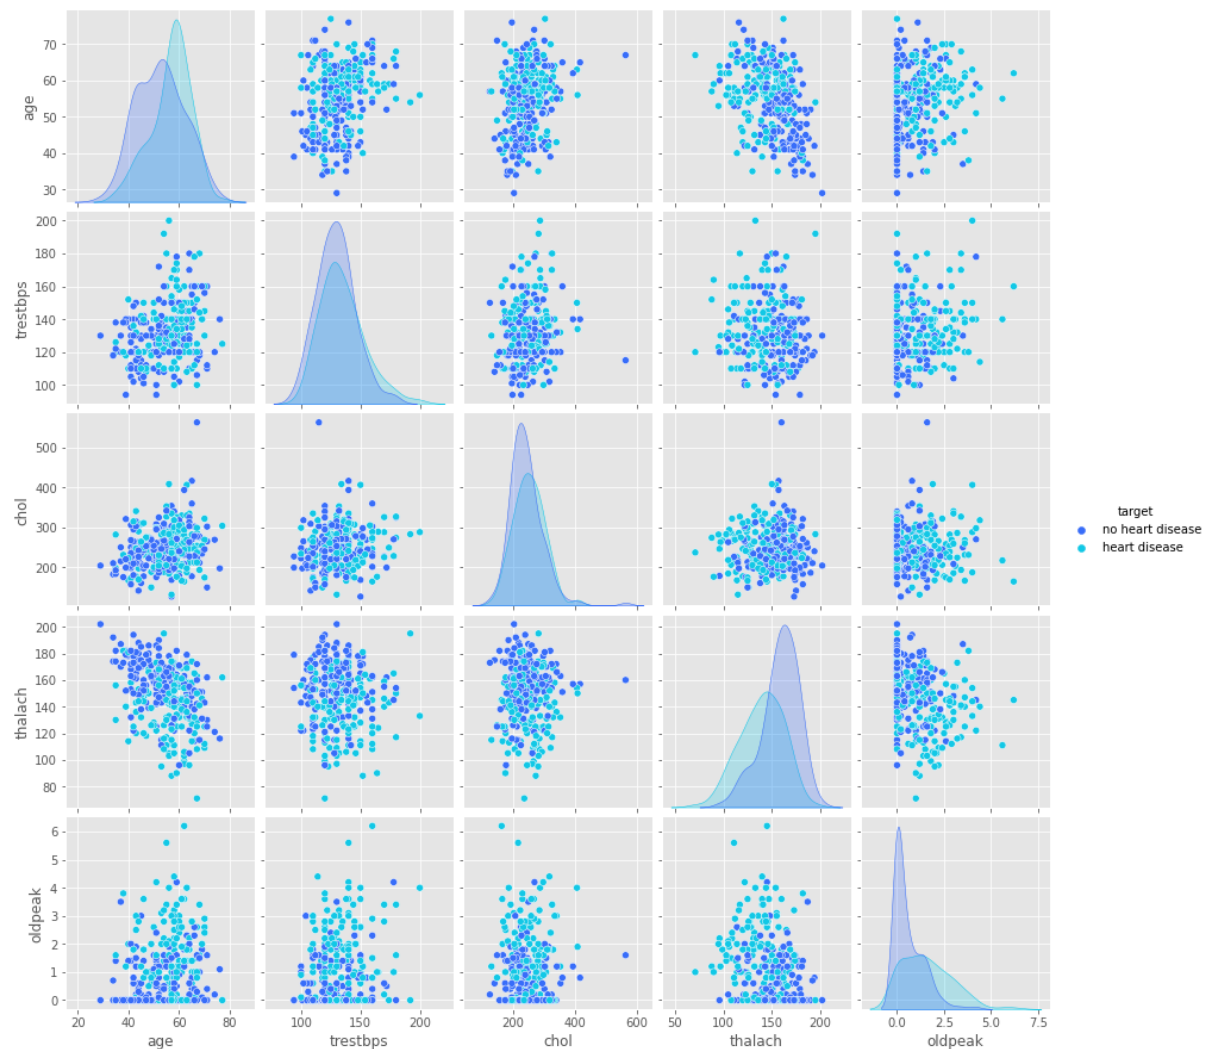 70
60
50
40
30
age
200
180
160
140
120
100
trestbps
500
400
300
200
chol
target
no heart disease
heart disease
200
180
160
140
120
100
80
thalach
6
5
4
3
2
1
0
oldpeak
20 40 60 80
100 150 200
200 400 600
50 100 150 200
0.0 2.5 5.0 7.5
age trestbps chol thalach oldpeak